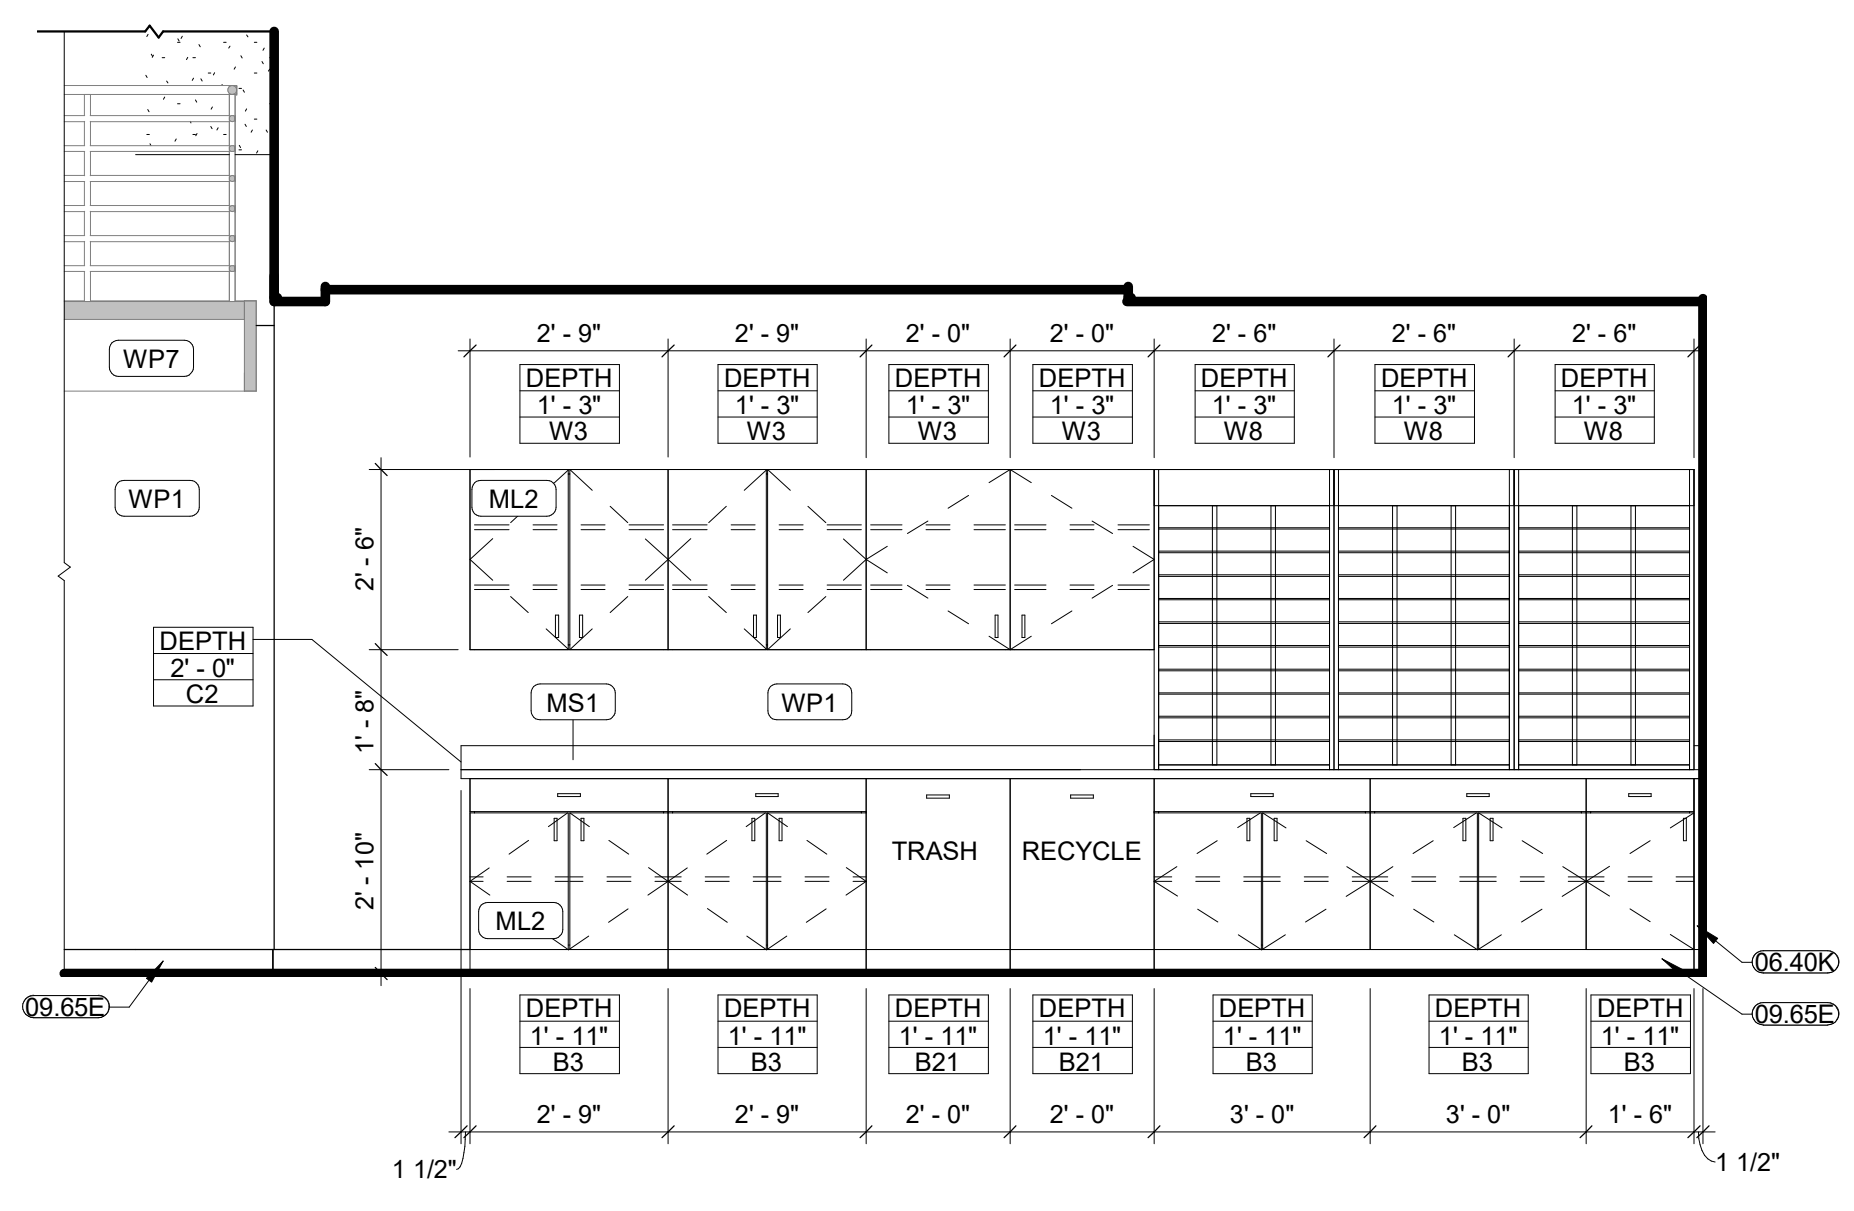 2' - 9" 2' - 9" 2' - 0" 2' - 0" 2' - 6" 2' - 6" 2' - 6"
WP7
DEPTH DEPTH DEPTH DEPTH DEPTH DEPTH DEPTH
1' - 3" 1' - 3" 1' - 3" 1' - 3" 1' - 3" 1' - 3" 1' - 3"
W3 W3 W3 W3 W8 W8 W8
WP1
ML2
2' - 6"
DEPTH
2' - 0"
C2
MS1
WP1
1' - 8"
TRASH
RECYCLE
2' - 10"
ML2
06.40K
09.65E
09.65E
DEPTH DEPTH DEPTH DEPTH DEPTH DEPTH DEPTH
1' - 11" 1' - 11" 1' - 11" 1' - 11" 1' - 11" 1' - 11" 1' - 11"
B3 B3 B21 B21 B3 B3 B3
2' - 9" 2' - 9" 2' - 0" 2' - 0" 3' - 0" 3' - 0" 1' - 6"
1 1/2"
1 1/2"